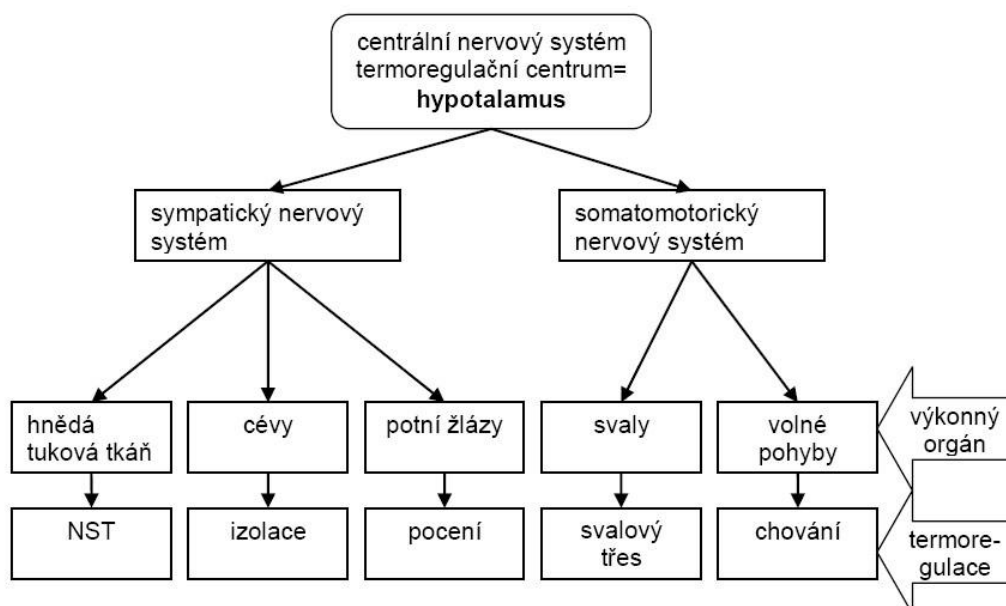 centrální nervový systém
termoregulační centrum=
hypotalamus
sympatický nervový
systém
somatomotorický
nervový systém
hnědá
tuková tkáň
cévy
potní žlázy
svaly
volné
pohyby
výkonný
orgán
NST
izolace
pocení
svalový
třes
chování
termore-
gulace